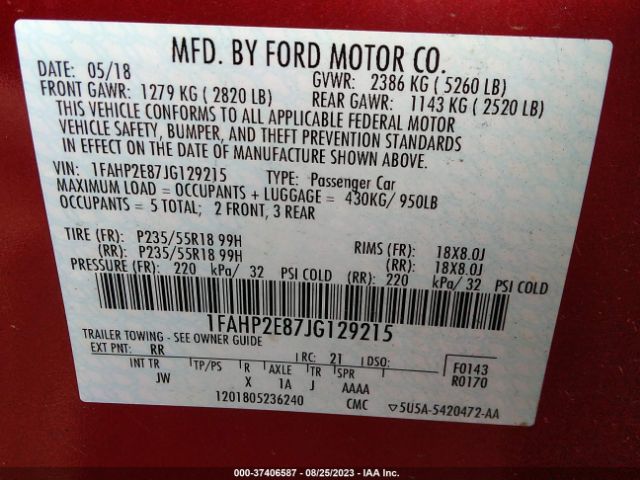 MFD. BY FORD MOTOR CO.
DATE: 05/18 GVWR: 2386 KG ( 5260 LB)
FRONT GAWR: 1279 KG ( 2820 LB) REAR GAWR: 1143 KG ( 2520 LB)
THIS VEHICLE CONFORMS TO ALL APPLICABLE FEDERAL MOTOR
VEHICLE SAFETY, BUMPER, AND THEFT PREVENTION STANDARDS
IN EFFECT ON THE DATE OF MANUFACTURE SHOWN ABOVE.
VIN: 1FAHP2E87JG129215 TYPE: Passenger Car
MAXIMUM LOAD = OCCUPANTS + LUGGAGE = 430KG/ 950LB
OCCUPANTS = 5 TOTAL; 2 FRONT, 3 REAR
TIRE (FR): P235/55R18 99H RIMS (FR): 18X8.0J
(RR): P235/55R18 99H (RR): 18X8.0J
PRESSURE (FR): 220 kPa/ 32 PSI COLD (RR): 220 kPa/ 32 PSI COLD
1FAHP2E87JG129215
TRAILER TOWING - SEE OWNER GUIDE
EXT PNT: RR RC: 21 DSO: F0143
INT TR TP/PS R AXLE TR SPR R0170
JW X 1A J AAAA
1201805236240 CMC ▽5U5A-5420472-AA
000-37406587 - 08/25/2023 - IAA Inc.